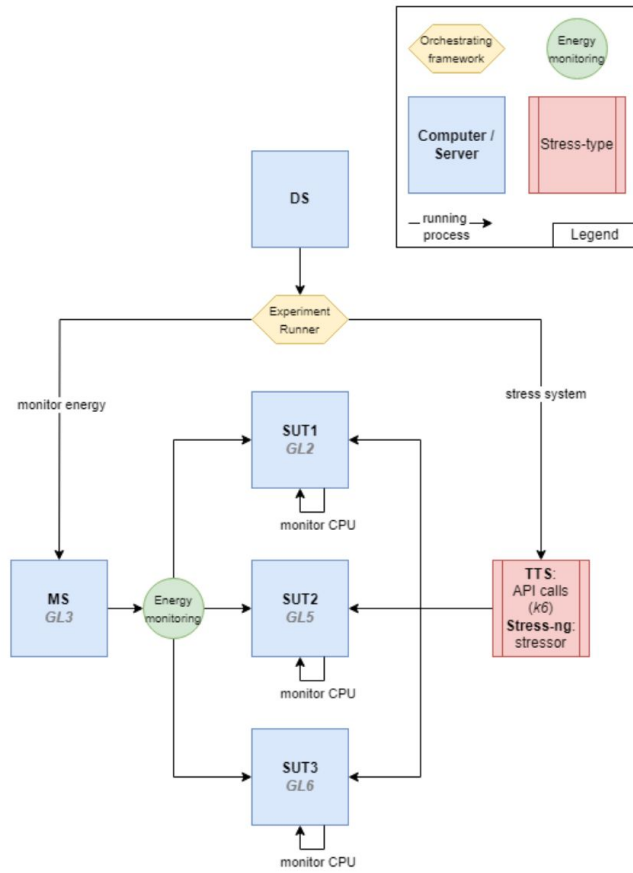 Orchestrating
framework
Energy
monitoring
Computer /
Server
Stress-type
running
process
Legend
DS
Experiment
Runner
monitor energy
stress system
SUT1
GL2
monitor CPU
MS
GL3
Energy
monitoring
SUT2
GL5
monitor CPU
TTS:
API calls
(k6)
Stress-ng:
stressor
SUT3
GL6
monitor CPU